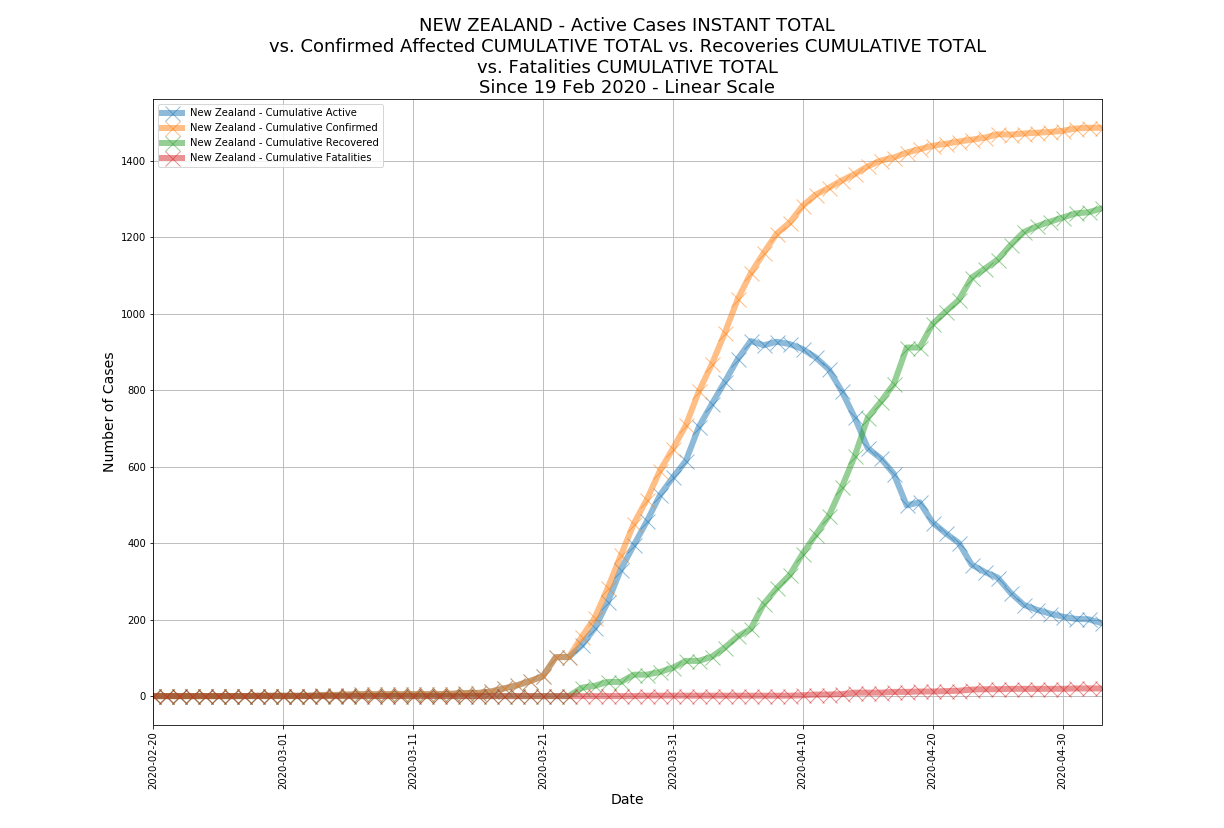 NEW ZEALAND - Active Cases INSTANT TOTAL
vs. Confirmed Affected CUMULATIVE TOTAL vs. Recoveries CUMULATIVE TOTAL
vs. Fatalities CUMULATIVE TOTAL
Since 19 Feb 2020 - Linear Scale
New Zealand - Cumulative Active
New Zealand - Cumulative Confirmed
New Zealand - Cumulative Recovered
New Zealand - Cumulative Fatalities
Number of Cases
1400
1200
1000
800
600
400
200
0
2020-02-20
2020-03-01
2020-03-11
2020-03-21
2020-03-31
2020-04-10
2020-04-20
2020-04-30
Date